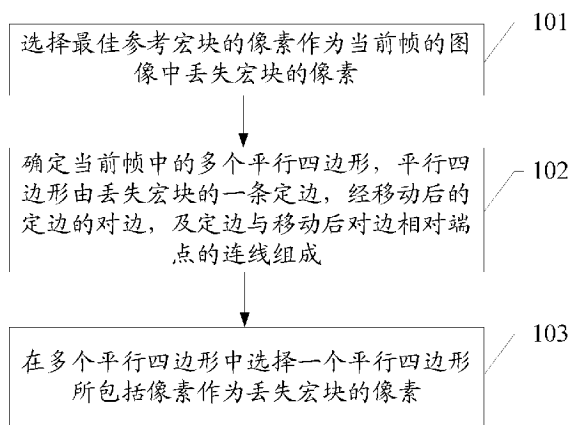 选择最佳参考宏块的像素作为当前帧的图
像中丢失宏块的像素
101
确定当前帧中的多个平行四边形，平行四
边形由丢失宏块的一条定边，经移动后的
定边的对边，及定边与移动后对边相对端
点的连线组成
102
在多个平行四边形中选择一个平行四边形
所包括像素作为丢失宏块的像素
103